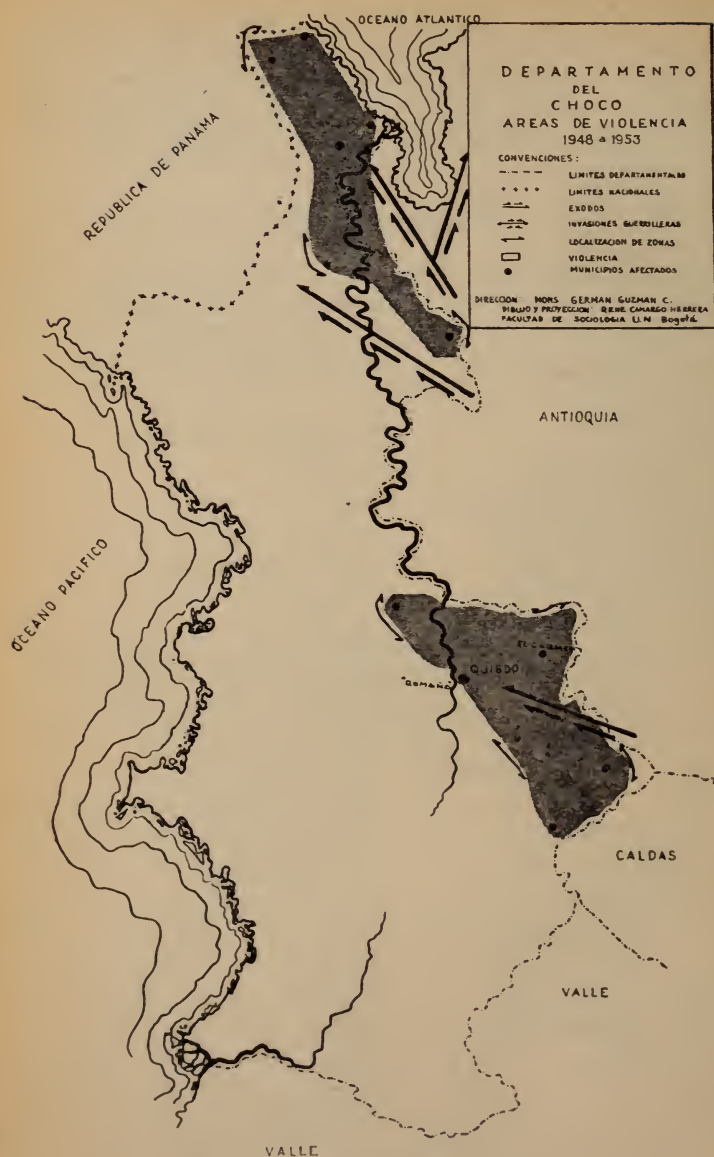 OCEANO ATLANTICO
DEPARTAMENTO
DEL
CHOCO
AREAS DE VIOLENCIA
1948 a 1953
CONVENCIONES:
LIMITES DEPARTAMENTALES
LIMITES NACIONALES
EXODOS
INVASIONES GUERRILLERAS
LOCALIZACION DE ZONAS
VIOLENCIA
MUNICIPIOS AFECTADOS
DIRECCION MONS GERMAN GUZMAN C.
DIBUJO Y PROYECCION: RENE CAMARGO HERRERA
FACULTAD DE SOCIOLOGIA U.N Bogotá
REPUBLICA DE PANAMA
ANTIOQUIA
OCEANO PACIFICO
EL CARMEN
QUIBDO
CALDAS
VALLE
VALLE